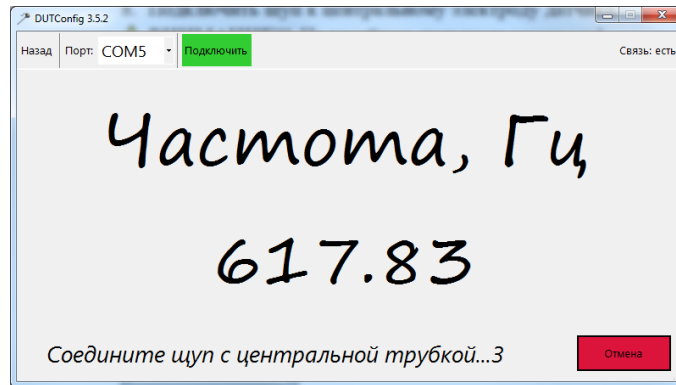 DUTConfig 3.5.2
Назад Порт: COM5 Подключить Связь: есть
Частота, Гц
617.83
Соедините щуп с центральной трубкой...3
Отмена